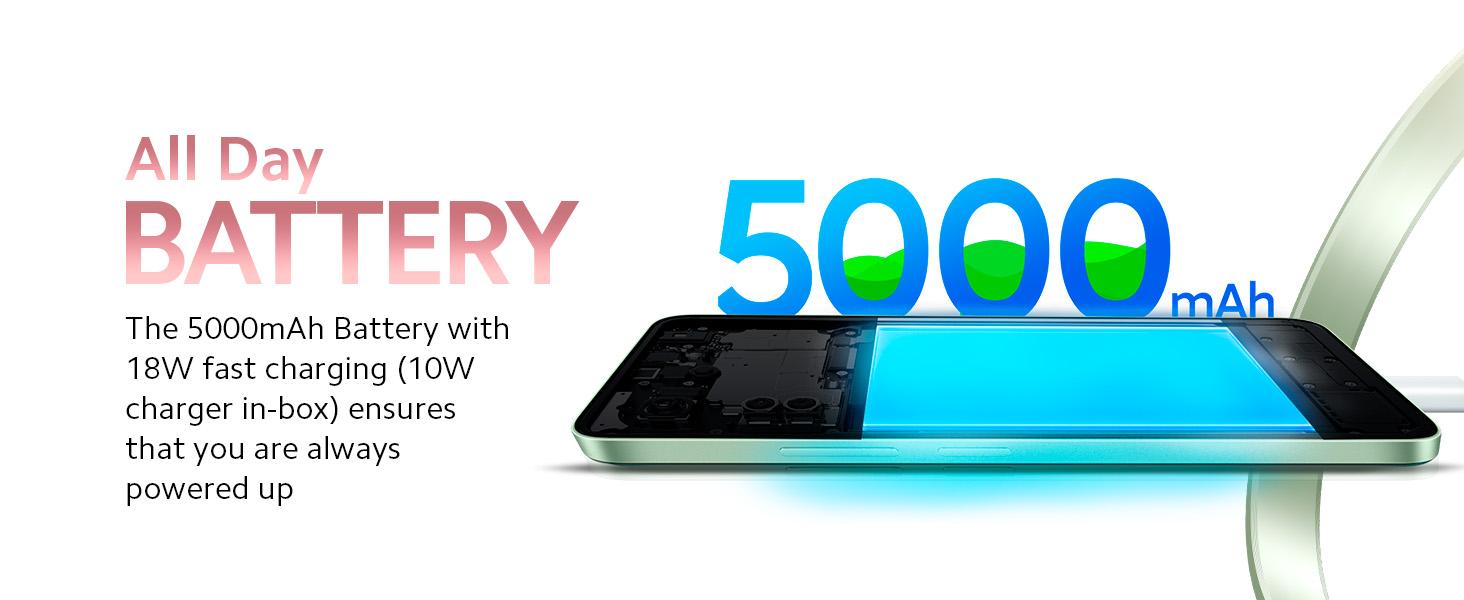 All Day
BATTERY
The 5000mAh Battery with
18W fast charging (10W
charger in-box) ensures
that you are always
powered up
5000mAh